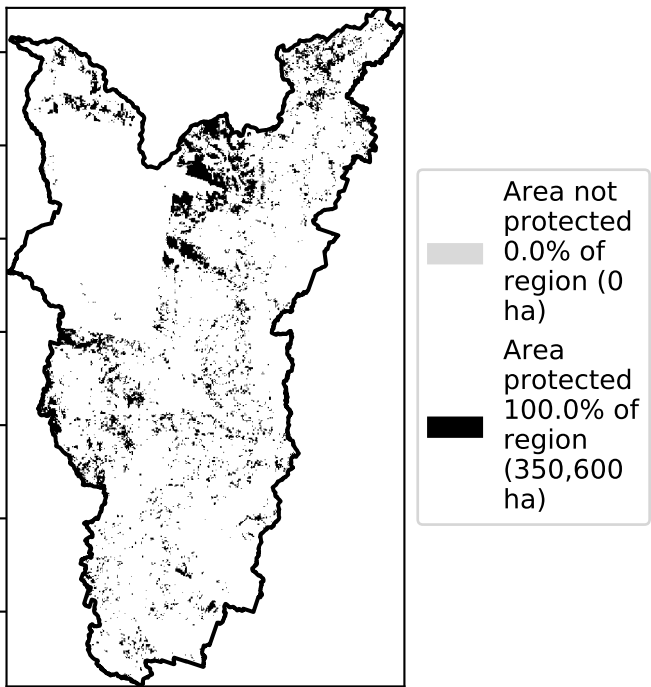 Area not
protected
0.0% of
region (0
ha)
Area
protected
100.0% of
region
(350,600
ha)